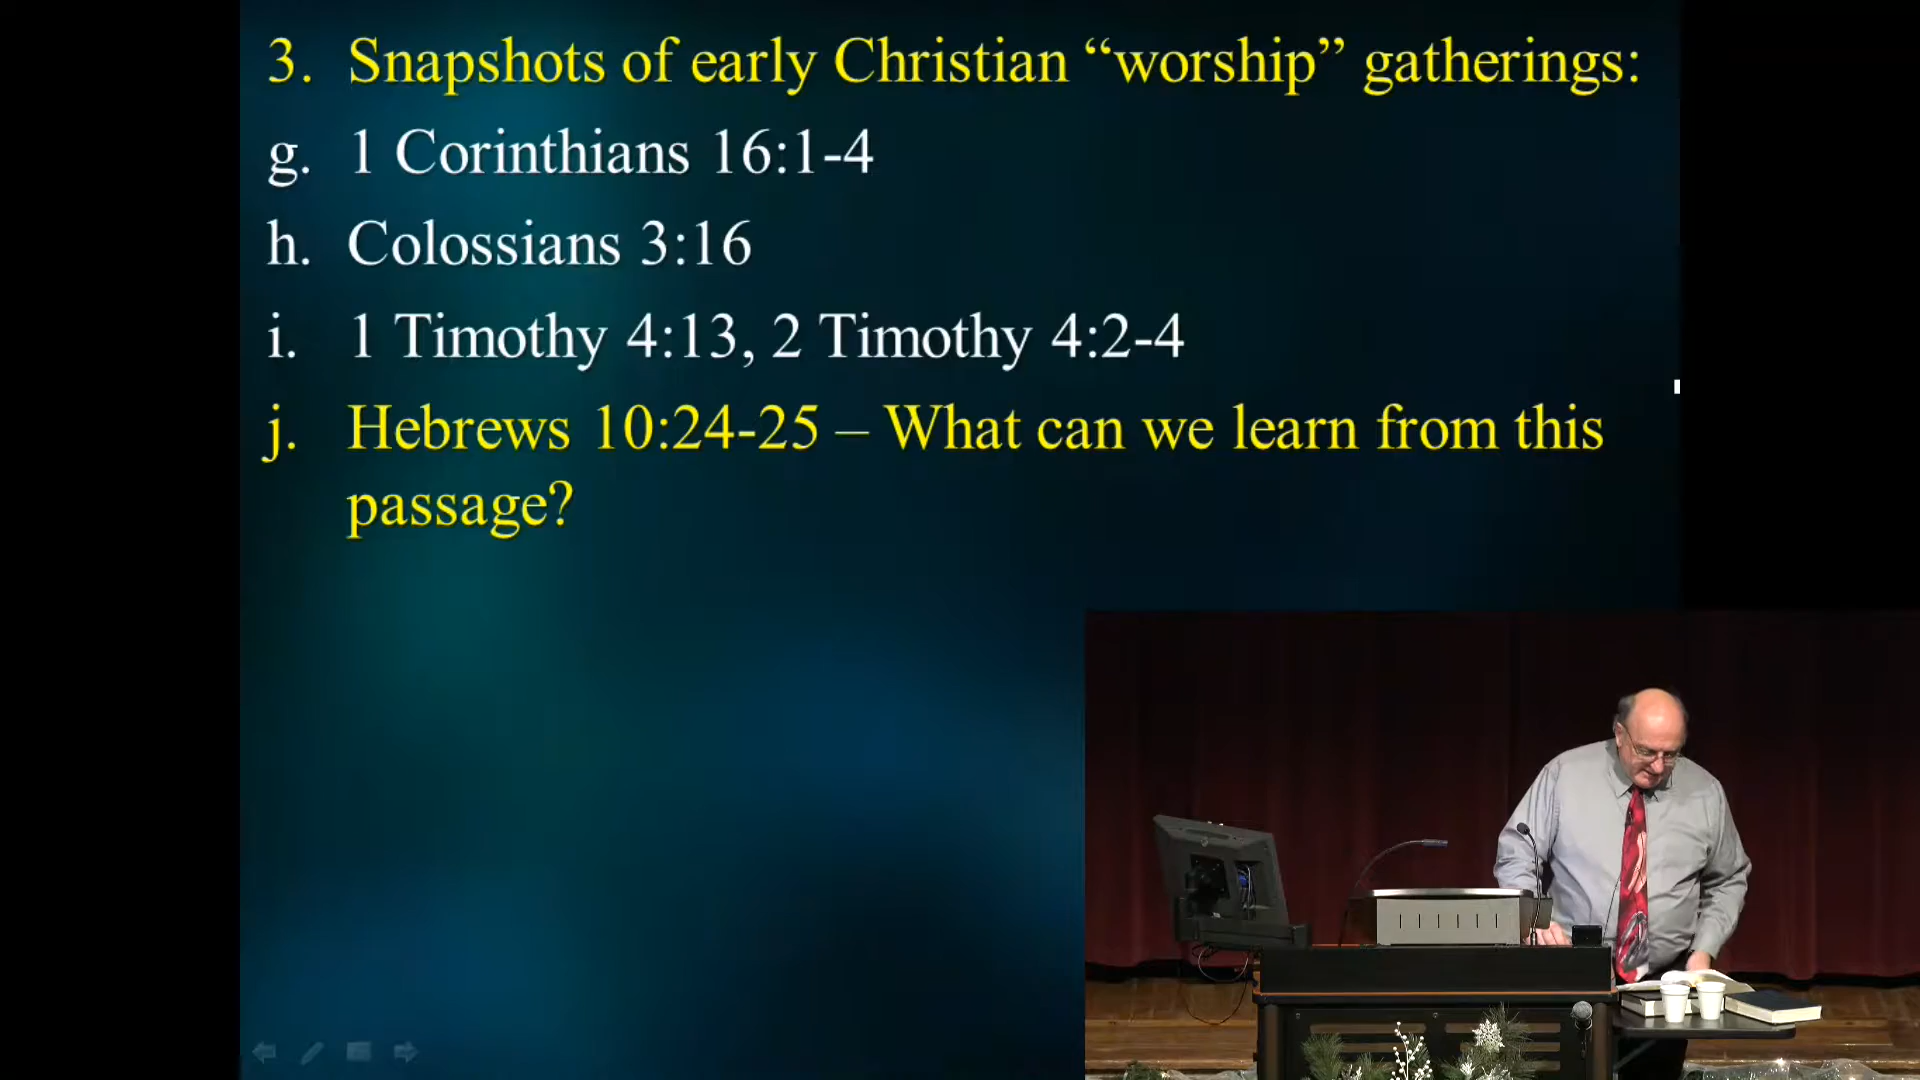 3. Snapshots of early Christian “worship” gatherings:
g. 1 Corinthians 16:1-4
h. Colossians 3:16
i. 1 Timothy 4:13, 2 Timothy 4:2-4
j. Hebrews 10:24-25 – What can we learn from this
passage?